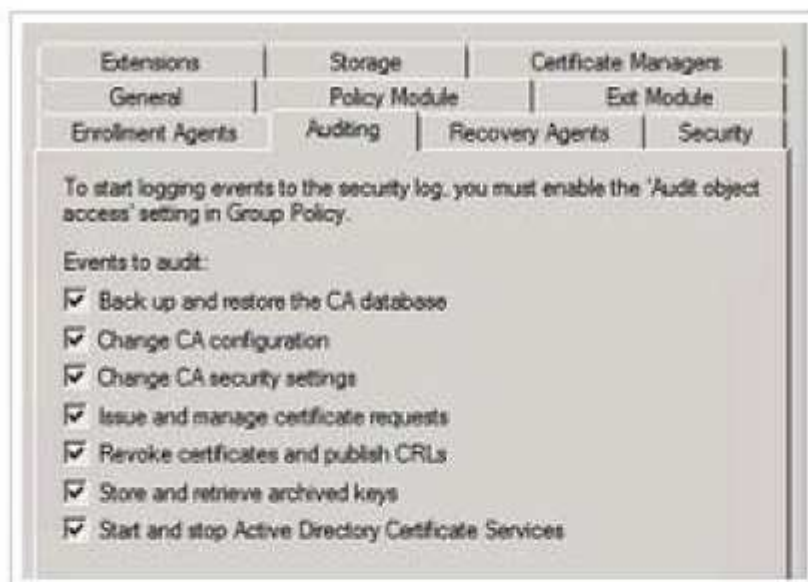 Extensions Storage Certificate Managers
General Policy Module Exit Module
Enrollment Agents Auditing Recovery Agents Security
To start logging events to the security log, you must enable the 'Audit object
access' setting in Group Policy.
Events to audit:
Back up and restore the CA database
Change CA configuration
Change CA security settings
Issue and manage certificate requests
Revoke certificates and publish CRLs
Store and retrieve archived keys
Start and stop Active Directory Certificate Services